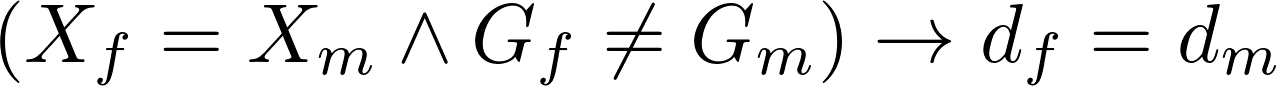 (X_f = X_m ∧ G_f ≠ G_m) → d_f = d_m